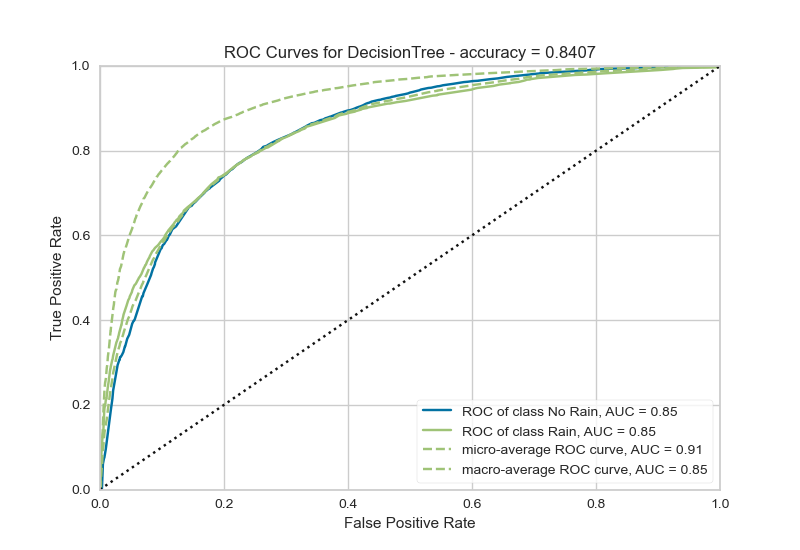 ROC Curves for DecisionTree - accuracy = 0.8407
1.0
0.8
0.6
0.4
0.2
0.0
True Positive Rate
0.0 0.2 0.4 0.6 0.8 1.0
False Positive Rate
ROC of class No Rain, AUC = 0.85
ROC of class Rain, AUC = 0.85
micro-average ROC curve, AUC = 0.91
macro-average ROC curve, AUC = 0.85